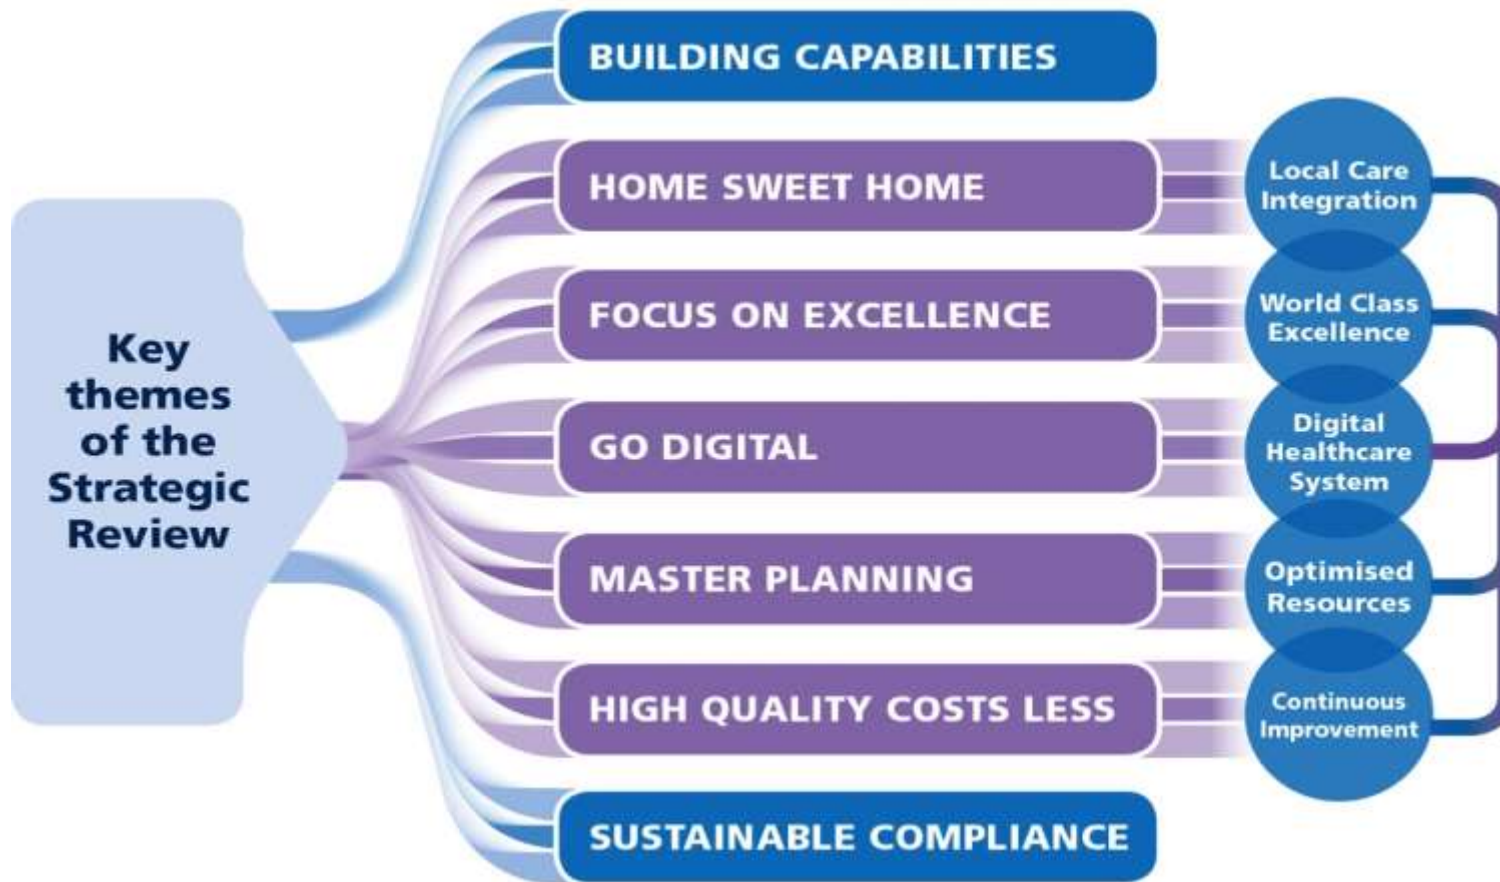 Key
themes
of the
Strategic
Review
BUILDING CAPABILITIES
HOME SWEET HOME
FOCUS ON EXCELLENCE
GO DIGITAL
MASTER PLANNING
HIGH QUALITY COSTS LESS
SUSTAINABLE COMPLIANCE
Local Care
Integration
World Class
Excellence
Digital
Healthcare
System
Optimised
Resources
Continuous
Improvement